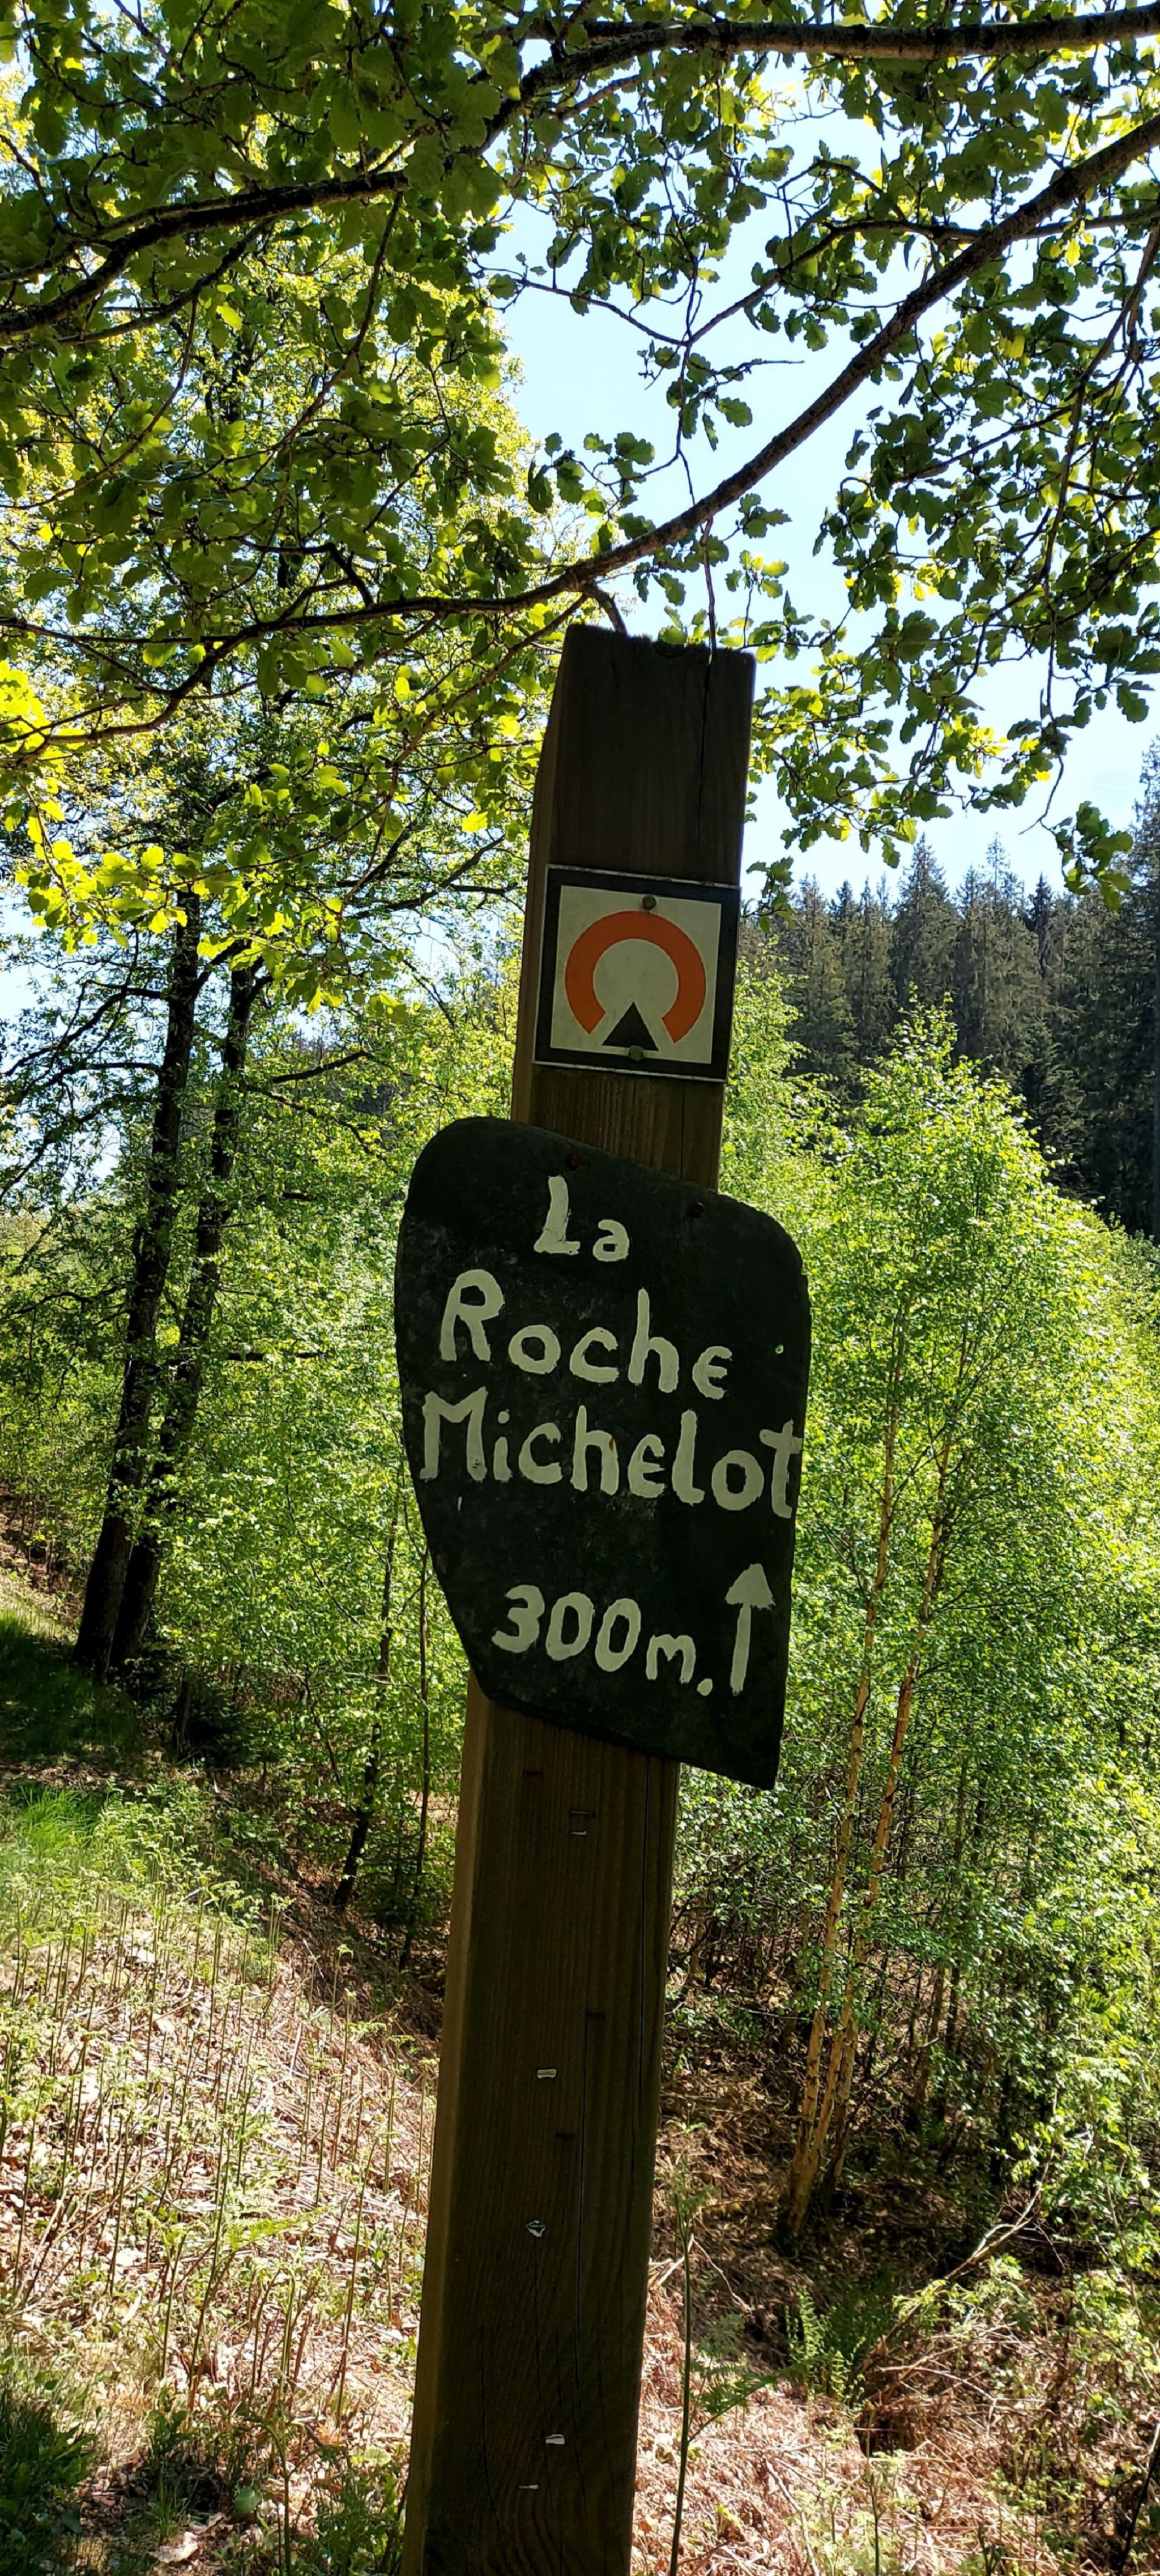 La
Roche
Michelot
300m. ↑